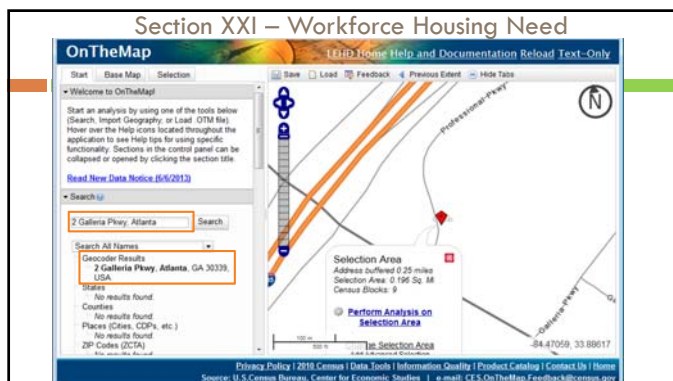 Section XXI – Workforce Housing Need
OnTheMap
LEHD Home Help and Documentation Reload Text-Only
Start Base Map Selection
Save Load Feedback Previous Extent Hide Tabs
Welcome to OnTheMap!
Start an analysis by using one of the tools below
(Search, Import Geography, or Load .OTM file).
Hover over the Help icons located throughout the
application to see Help tips for using specific
functionality. Sections in the control panel can be
collapsed or opened by clicking the section title.
Read New Data Notice (6/6/2013)
Search
2 Galleria Pkwy, Atlanta Search
Search All Names
Geocoder Results
2 Galleria Pkwy, Atlanta, GA 30339,
USA
States
No results found.
Counties
No results found.
Places (Cities, CDPs, etc.)
No results found.
ZIP Codes (ZCTA)
No results found.
N
Professional-Pkwy
Galleria-Pkwy
Selection Area
Address buffered 0.25 miles
Selection Area: 0.196 Sq. Mi
Census Blocks: 9
Perform Analysis on
Selection Area
ge Selection Area
100 m
500 ft
-84.47059, 33.88617
Privacy Policy | 2010 Census | Data Tools | Information Quality | Product Catalog | Contact Us | Home
Source: U.S.Census Bureau, Center for Economic Studies | e-mail: CES.OnTheMap.Feedback@census.gov